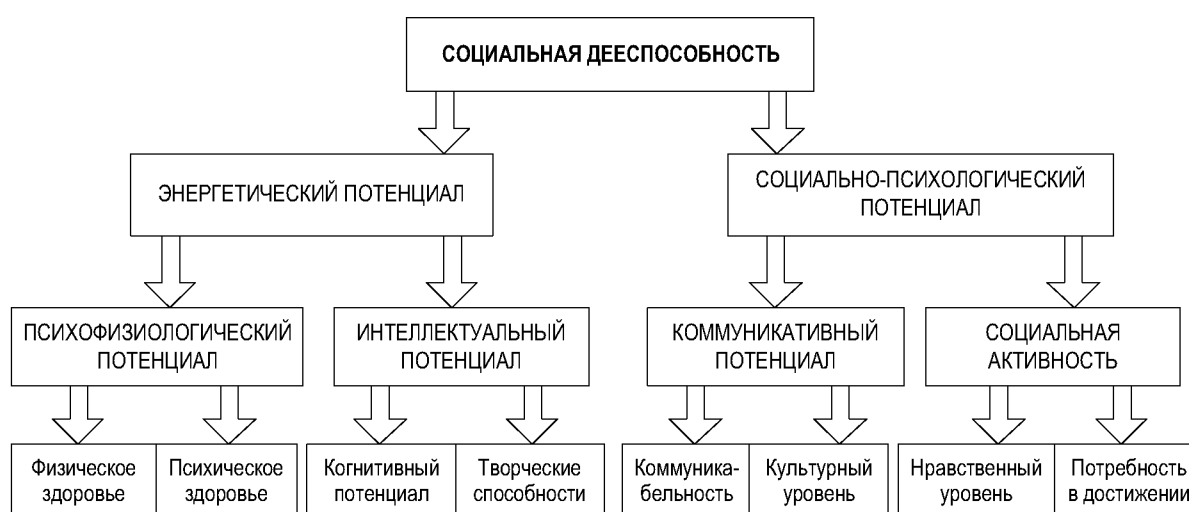 СОЦИАЛЬНАЯ ДЕЕСПОСОБНОСТЬ
ЭНЕРГЕТИЧЕСКИЙ ПОТЕНЦИАЛ
СОЦИАЛЬНО-ПСИХОЛОГИЧЕСКИЙ
ПОТЕНЦИАЛ
ПСИХОФИЗИОЛОГИЧЕСКИЙ
ПОТЕНЦИАЛ
ИНТЕЛЛЕКТУАЛЬНЫЙ
ПОТЕНЦИАЛ
КОММУНИКАТИВНЫЙ
ПОТЕНЦИАЛ
СОЦИАЛЬНАЯ
АКТИВНОСТЬ
Физическое
здоровье
Психическое
здоровье
Когнитивный
потенциал
Творческие
способности
Коммуника-
бельность
Культурный
уровень
Нравственный
уровень
Потребность
в достижении